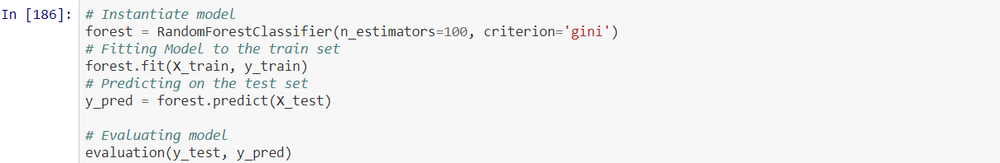 In [186]: # Instantiate model
forest = RandomForestClassifier(n_estimators=100, criterion='gini')
# Fitting Model to the train set
forest.fit(X_train, y_train)
# Predicting on the test set
y_pred = forest.predict(X_test)
# Evaluating model
evaluation(y_test, y_pred)